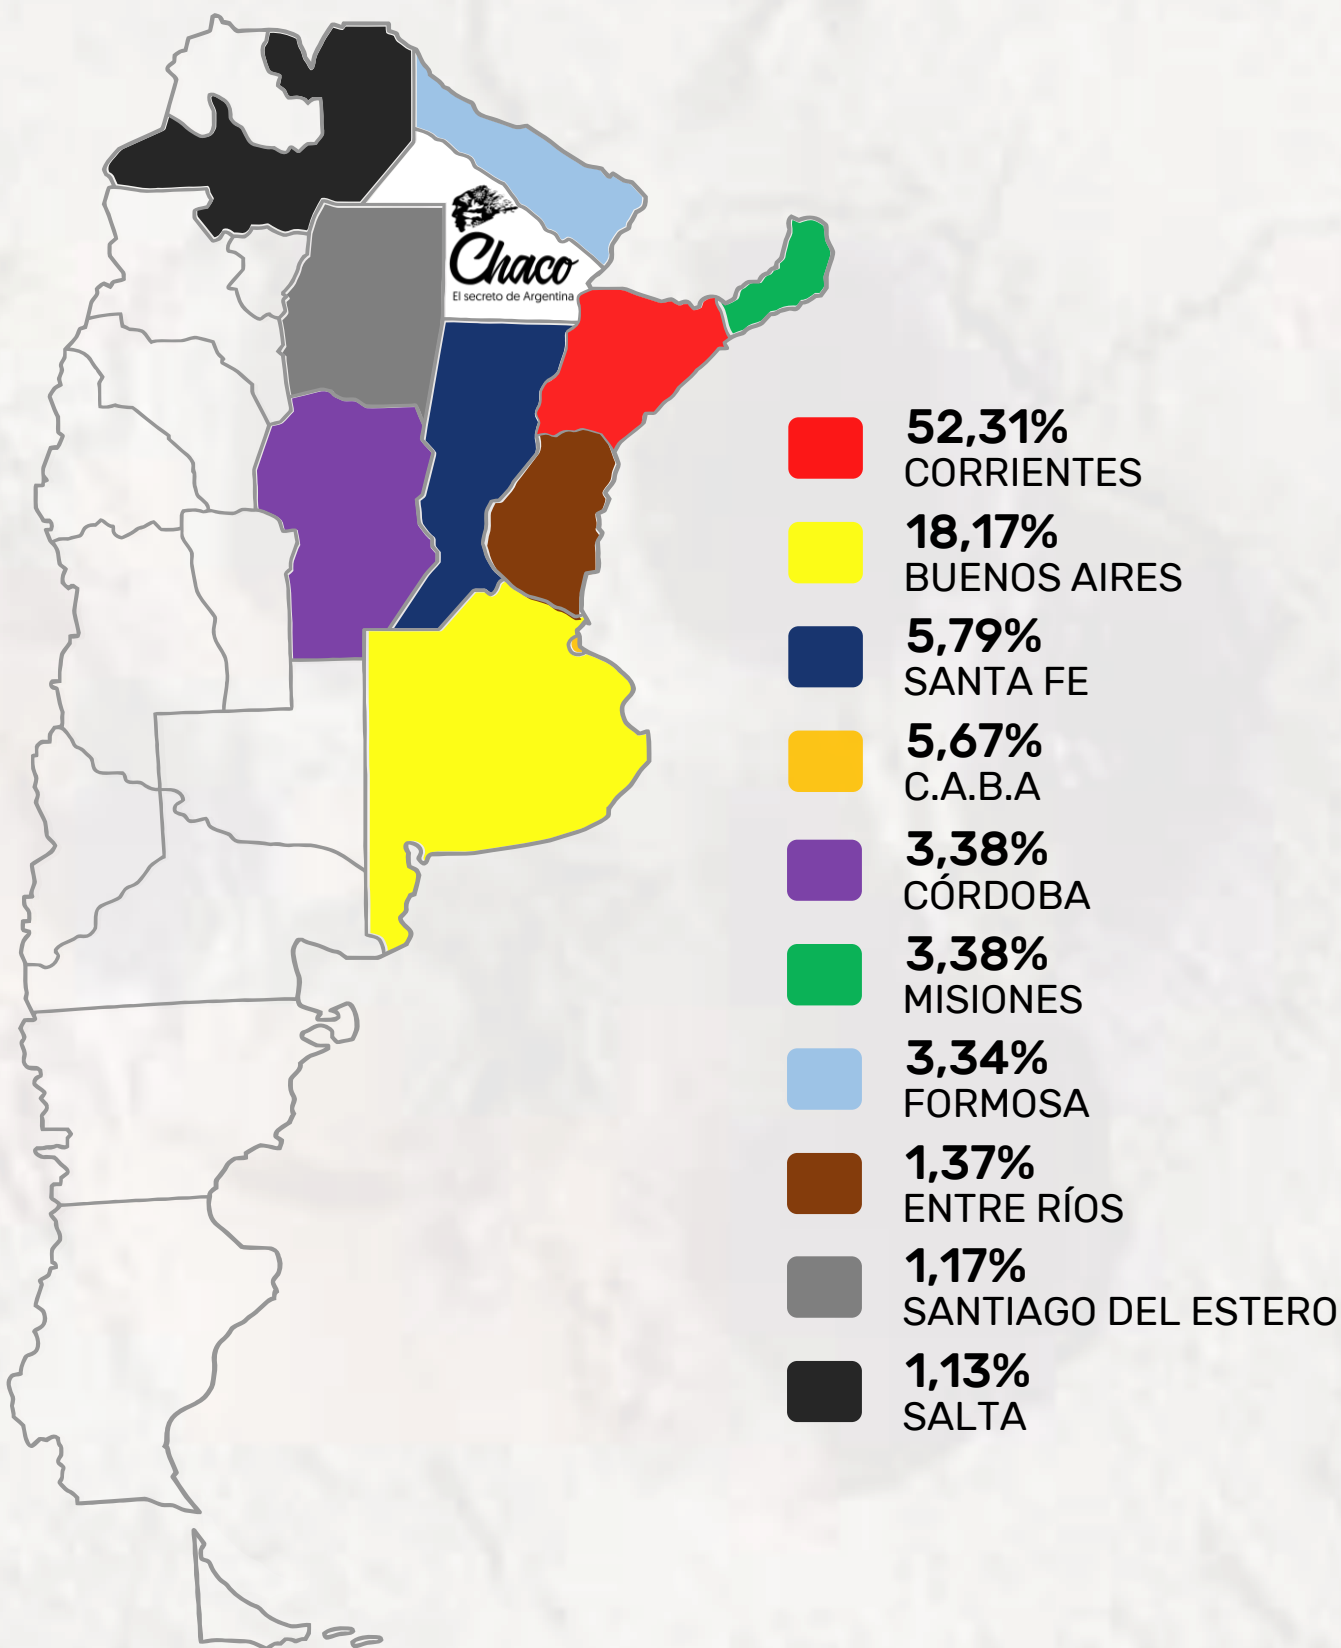 Chaco
El secreto de Argentina
52,31%
CORRIENTES
18,17%
BUENOS AIRES
5,79%
SANTA FE
5,67%
C.A.B.A
3,38%
CÓRDOBA
3,38%
MISIONES
3,34%
FORMOSA
1,37%
ENTRE RÍOS
1,17%
SANTIAGO DEL ESTERO
1,13%
SALTA